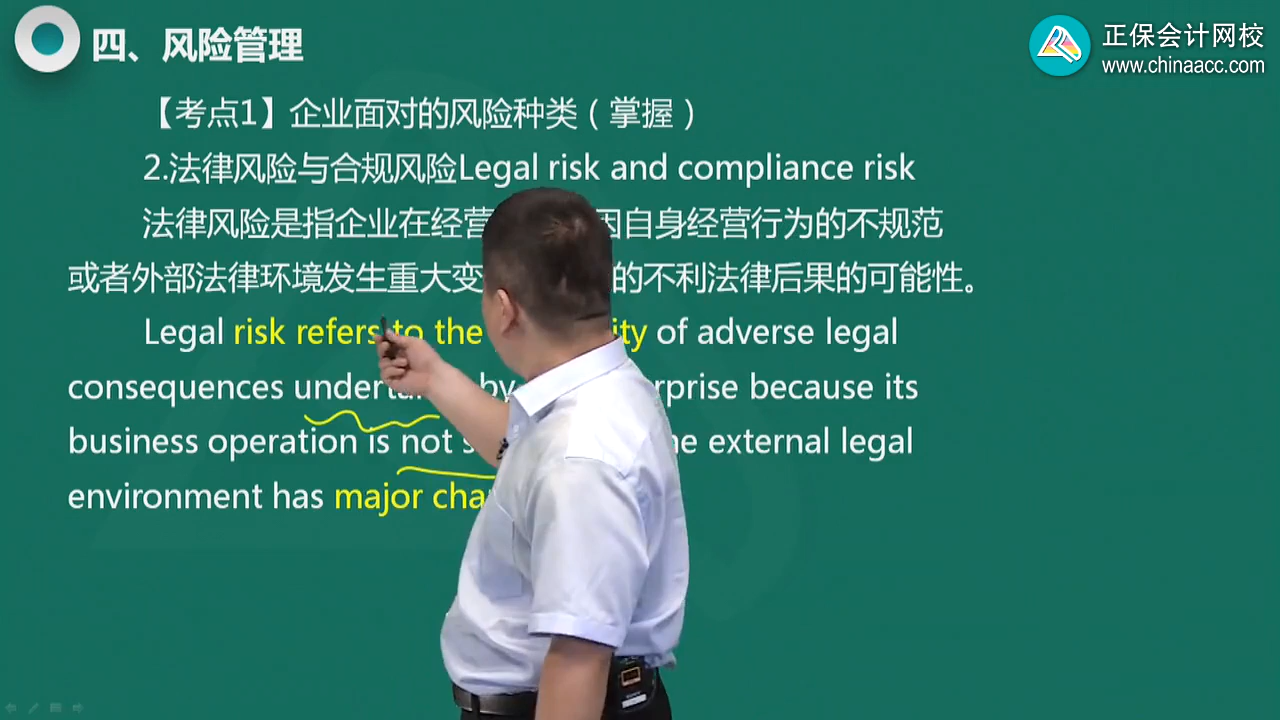 四、风险管理
正保会计网校
www.chinaacc.com
【考点1】企业面对的风险种类（掌握）
2.法律风险与合规风险Legal risk and compliance risk
法律风险是指企业在经营 因自身经营行为的不规范
或者外部法律环境发生重大变 的不利法律后果的可能性。
Legal risk refers to the of adverse legal
consequences by because its
business operation is not external legal
environment has major